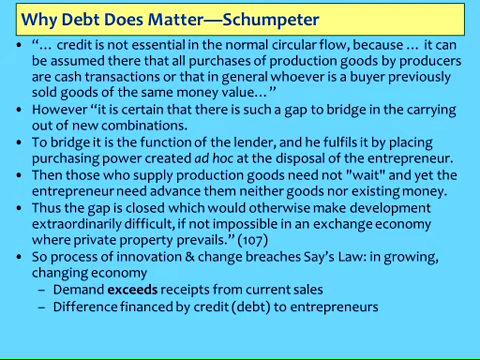 Why Debt Does Matter—Schumpeter
• "… credit is not essential in the normal circular flow, because … it can
be assumed there that all purchases of production goods by producers
are cash transactions or that in general whoever is a buyer previously
sold goods of the same money value…"
• However "it is certain that there is such a gap to bridge in the carrying
out of new combinations.
• To bridge it is the function of the lender, and he fulfils it by placing
purchasing power created ad hoc at the disposal of the entrepreneur.
• Then those who supply production goods need not "wait" and yet the
entrepreneur need advance them neither goods nor existing money.
• Thus the gap is closed which would otherwise make development
extraordinarily difficult, if not impossible in an exchange economy
where private property prevails." (107)
• So process of innovation & change breaches Say's Law: in growing,
changing economy
– Demand exceeds receipts from current sales
– Difference financed by credit (debt) to entrepreneurs